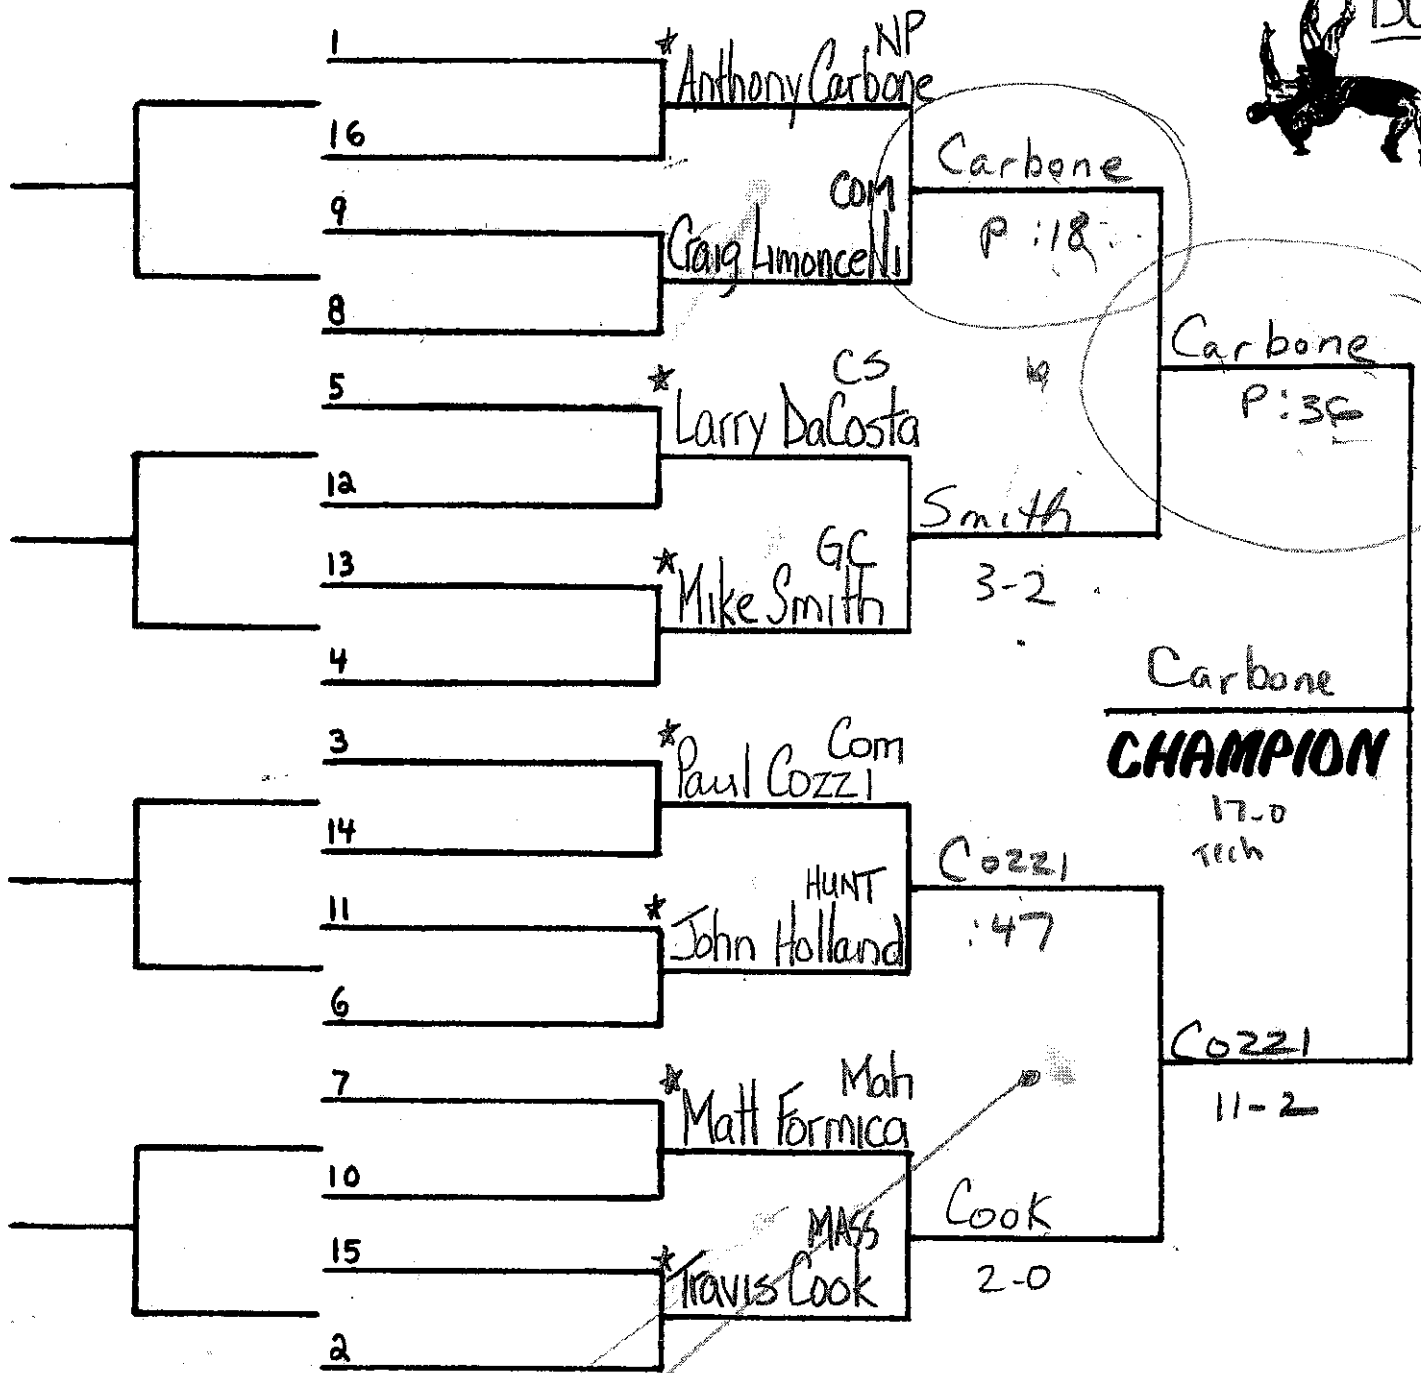 1
★ Anthony Carbone NP
16
9
Craig Limoncelli COM
8
Carbone
P :18
5
★ Larry DaCosta CS
12
13
★ Mike Smith GC
4
Smith
3-2
Carbone
3
★ Paul Cozzi Com
14
11
★ John Holland HUNT
6
Cozzi
:47
7
★ Matt Formica Mah
10
15
★ Travis Cook MASS
2
Cook
2-0
Cozzi
11-2
Carbone
CHAMPION
17-0
Tech